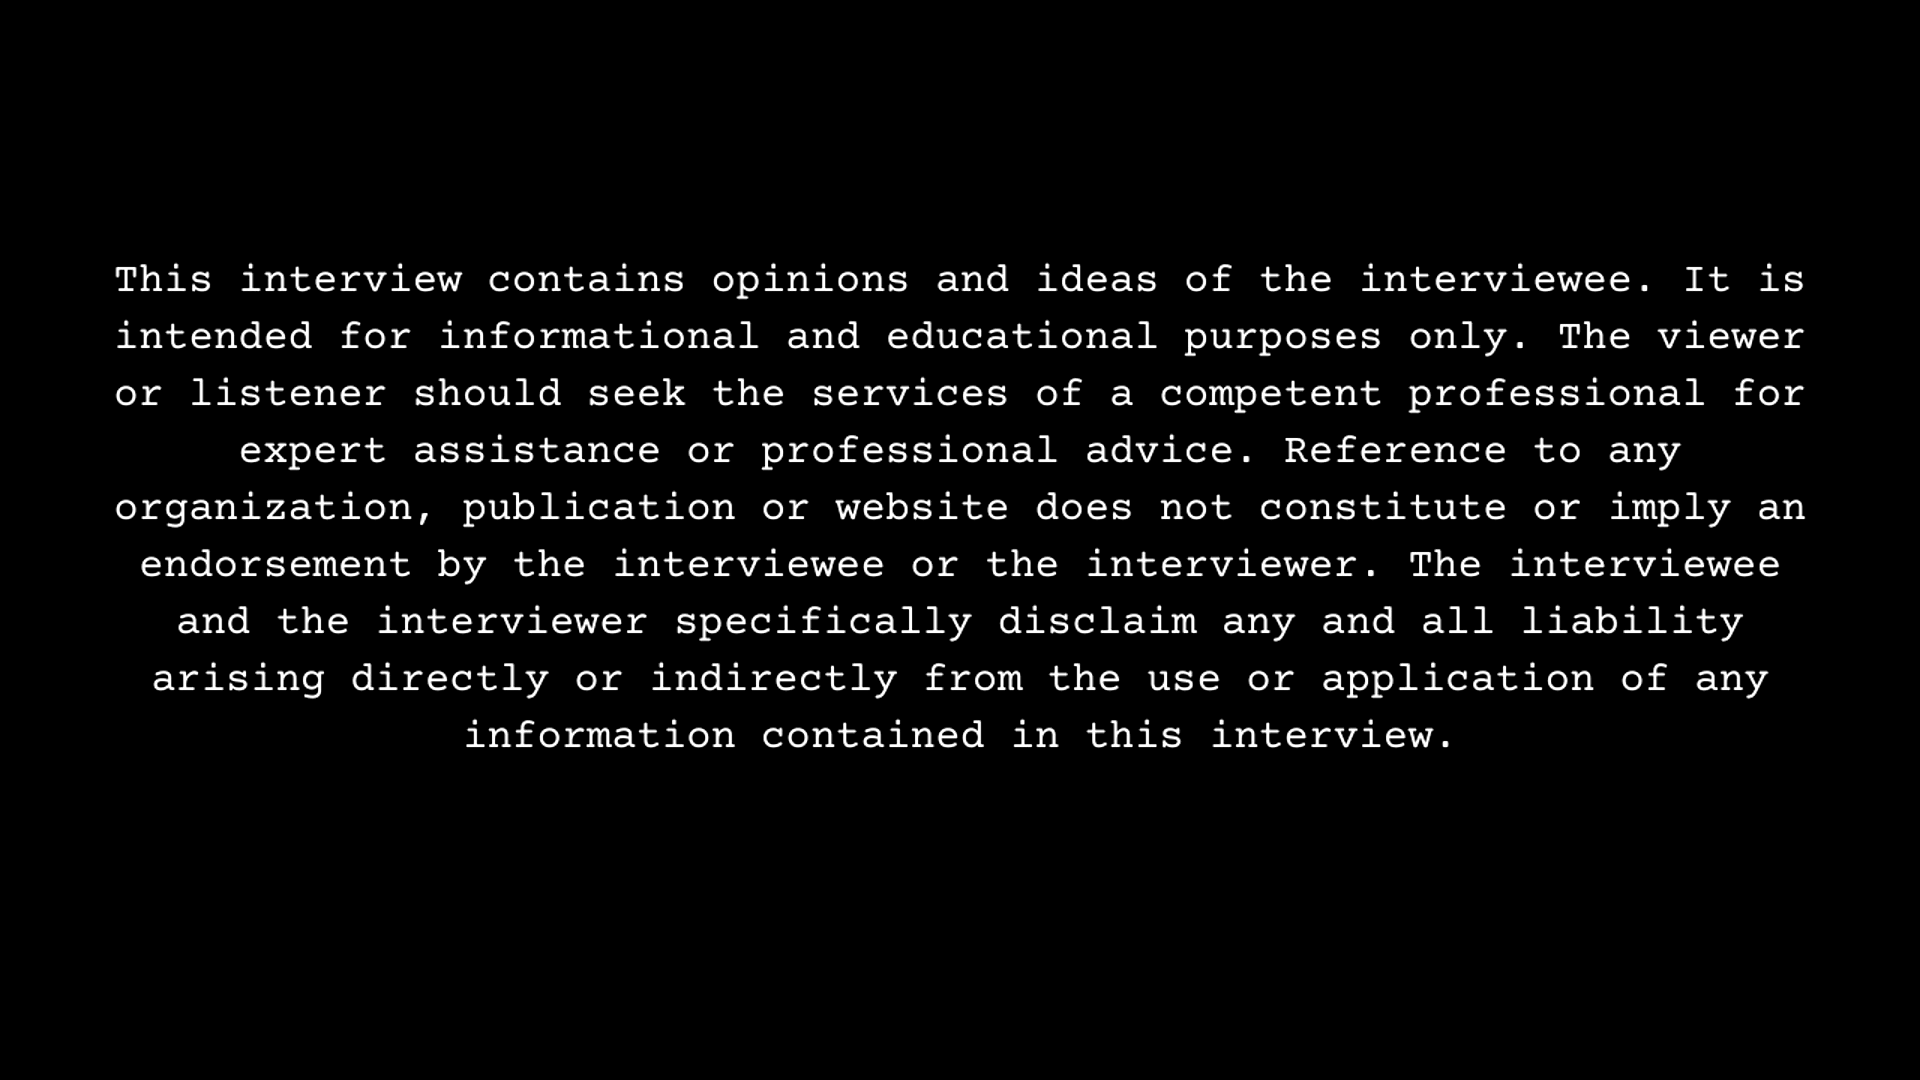 This interview contains opinions and ideas of the interviewee. It is
intended for informational and educational purposes only. The viewer
or listener should seek the services of a competent professional for
expert assistance or professional advice. Reference to any
organization, publication or website does not constitute or imply an
endorsement by the interviewee or the interviewer. The interviewee
and the interviewer specifically disclaim any and all liability
arising directly or indirectly from the use or application of any
information contained in this interview.